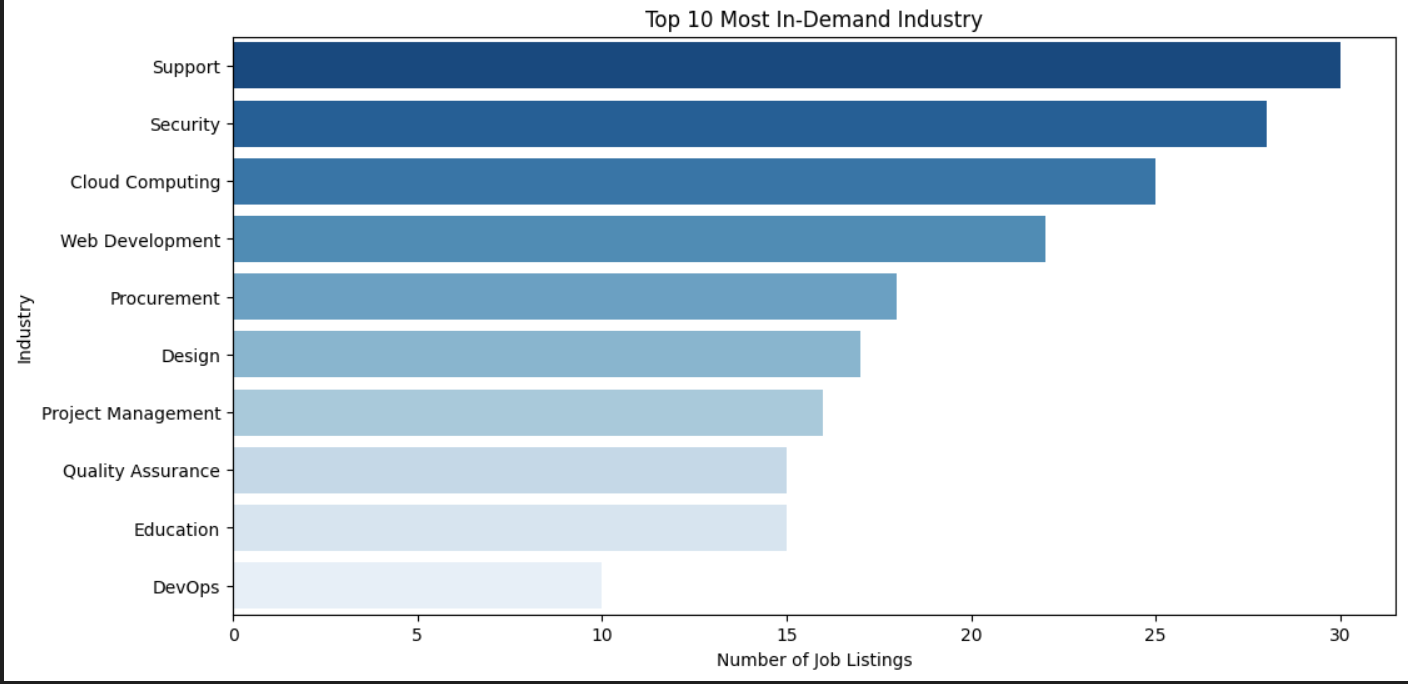 Top 10 Most In-Demand Industry
Support
Security
Cloud Computing
Web Development
Procurement
Design
Project Management
Quality Assurance
Education
DevOps
Industry
0 5 10 15 20 25 30
Number of Job Listings